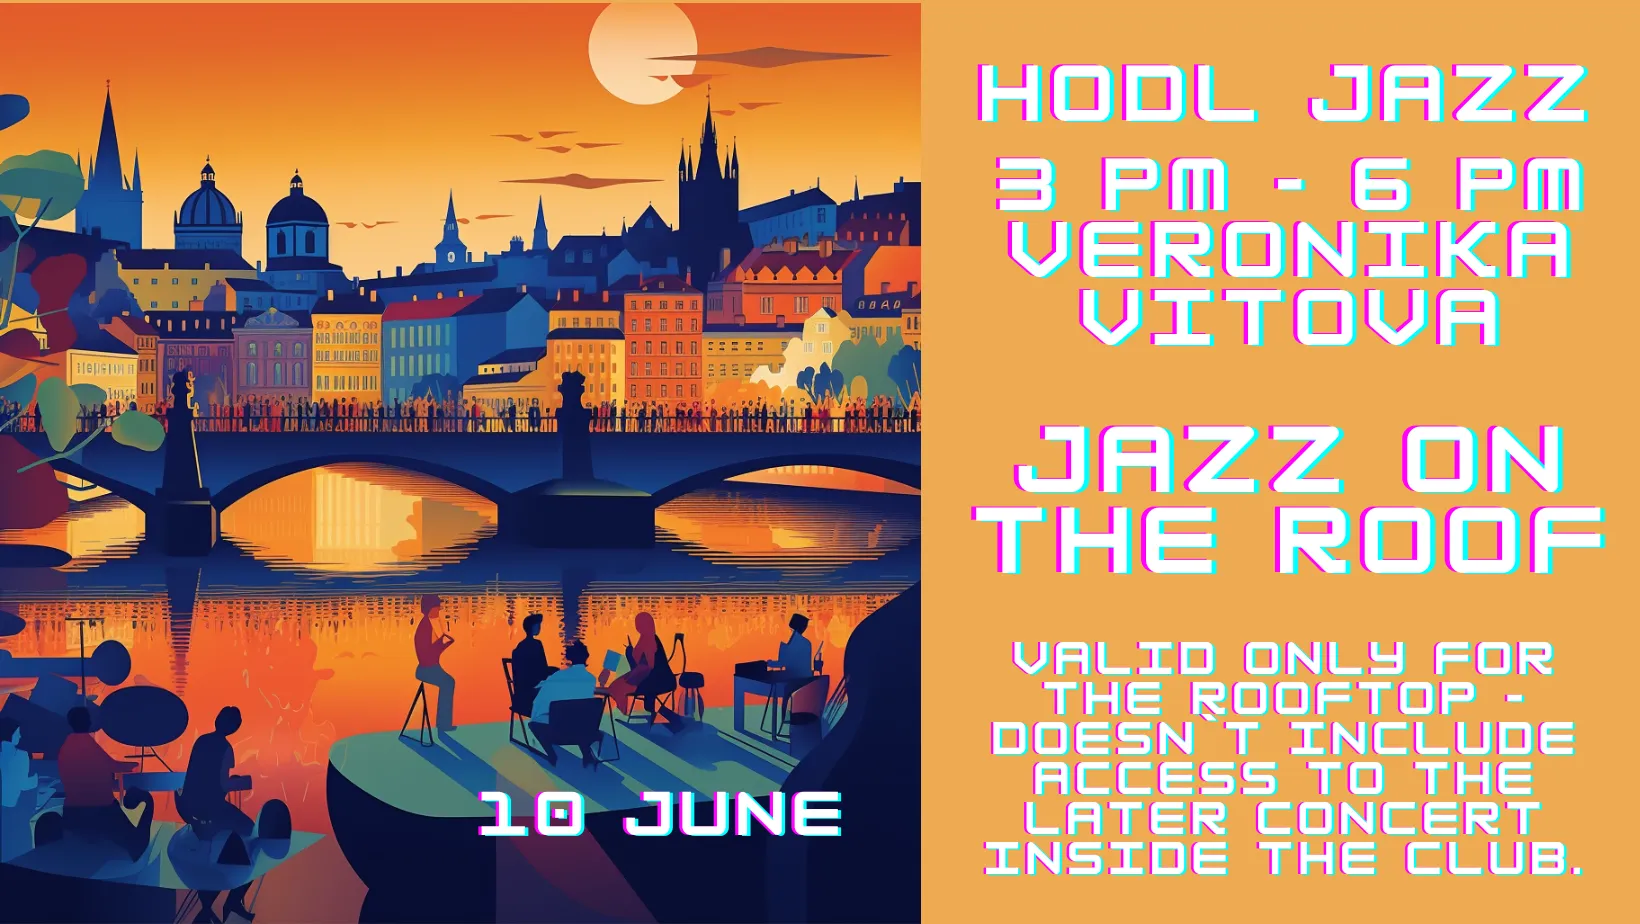 HODL JAZZ
3 PM - 6 PM
VERONIKA
VITOVA
JAZZ ON
THE ROOF
VALID ONLY FOR
THE ROOFTOP -
DOESN`T INCLUDE
ACCESS TO THE
LATER CONCERT
INSIDE THE CLUB.
10 JUNE